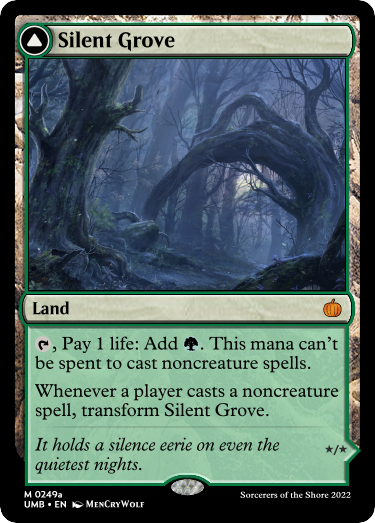 Silent Grove
Land
, Pay 1 life: Add . This mana can't
be spent to cast noncreature spells.
Whenever a player casts a noncreature
spell, transform Silent Grove.
It holds a silence eerie on even the
quietest nights.
*/*
M 0249a
UMB • EN MenCryWolf
Sorcerers of the Shore 2022